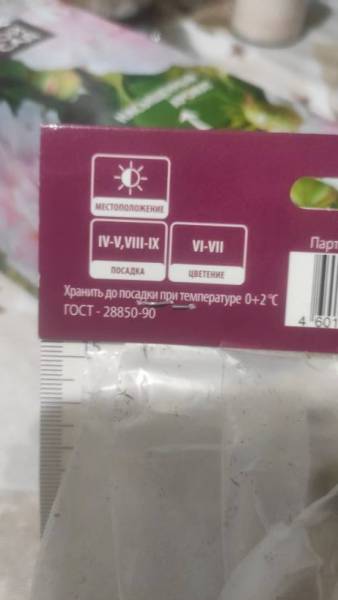 МЕСТОПОЛОЖЕНИЕ
IV-V,VIII-IX
VI-VII
ПОСАДКА
ЦВЕТЕНИЕ
Парт
Хранить до посадки при температуре 0+2 °С
ГОСТ - 28850-90
4 601
15